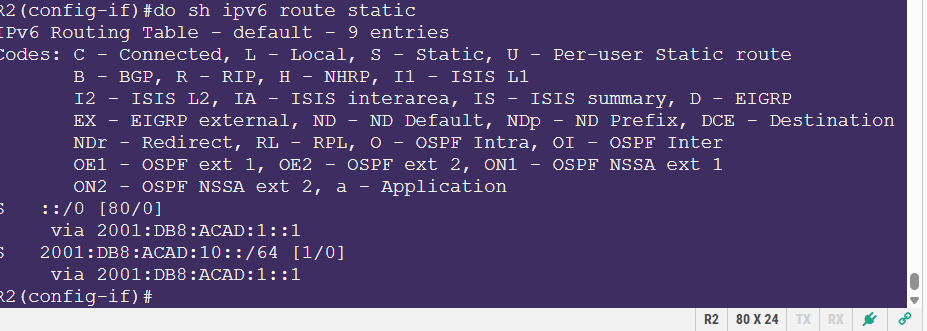 R2(config-if)#do sh ipv6 route static
IPv6 Routing Table - default - 9 entries
Codes: C - Connected, L - Local, S - Static, U - Per-user Static route
B - BGP, R - RIP, H - NHRP, I1 - ISIS L1
I2 - ISIS L2, IA - ISIS interarea, IS - ISIS summary, D - EIGRP
EX - EIGRP external, ND - ND Default, NDp - ND Prefix, DCE - Destination
NDr - Redirect, RL - RPL, O - OSPF Intra, OI - OSPF Inter
OE1 - OSPF ext 1, OE2 - OSPF ext 2, ON1 - OSPF NSSA ext 1
ON2 - OSPF NSSA ext 2, a - Application
S ::/0 [80/0]
via 2001:DB8:ACAD:1::1
S 2001:DB8:ACAD:10::/64 [1/0]
via 2001:DB8:ACAD:1::1
R2(config-if)#
R2 80 X 24 TX RX